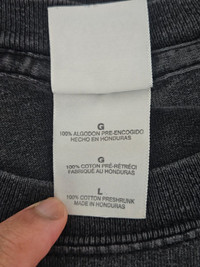 G
100% ALGODON PRE-ENCOGIDO
HECHO EN HONDURAS
G
100% COTON PRÉ-RÉTRÉCI
FABRIQUÉ AU HONDURAS
L
100% COTTON PRESHRUNK
MADE IN HONDURAS